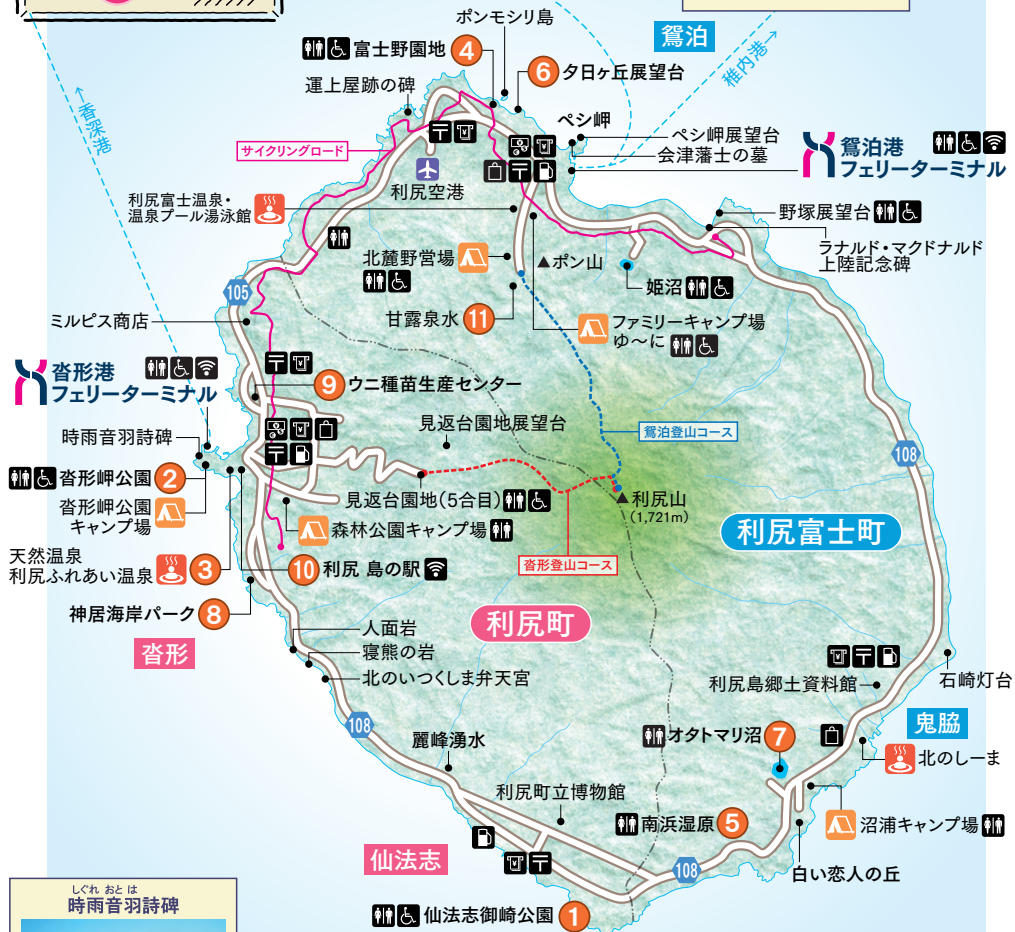 ポンモシリ島
鴛泊
富士野園地 4
6 夕日ヶ丘展望台
稚内港→
←香深港
運上屋跡の碑
ペシ岬
ペシ岬展望台
会津藩士の墓
鴛泊港
フェリーターミナル
サイクリングロード
利尻空港
利尻富士温泉・
温泉プール湯泳館
野塚展望台
ラナルド・マクドナルド
上陸記念碑
北麓野営場
▲ポン山
姫沼
105
甘露泉水 11
ファミリーキャンプ場
ゆ〜に
ミルピス商店
沓形港
フェリーターミナル
9 ウニ種苗生産センター
見返台園地展望台
鴛泊登山コース
108
時雨音羽詩碑
2 沓形岬公園
沓形岬公園
キャンプ場
見返台園地(5合目)
▲利尻山
(1,721m)
森林公園キャンプ場
利尻富士町
天然温泉
利尻ふれあい温泉 3
10 利尻 島の駅
沓形登山コース
神居海岸パーク 8
利尻町
沓形
人面岩
寝熊の岩
北のいつくしま弁天宮
石崎灯台
利尻島郷土資料館
鬼脇
108
麗峰湧水
オタトマリ沼 7
北のしーま
利尻町立博物館
南浜湿原 5
沼浦キャンプ場
仙法志
108
白い恋人の丘
仙法志御崎公園 1
しぐれ おと は
時雨音羽詩碑